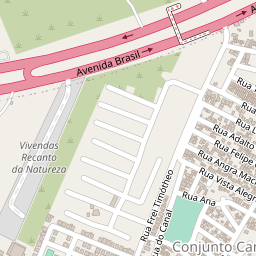 A
Avenida Brasil
A
Rua
Rua Adalto
Rua Felipe
Rua Angra
Rua Vista Alegre
Rua Ana
Vivendas
Recanto
da Natureza
Rua Frei Timótheo
Rua do Canal
Conjunto Ca